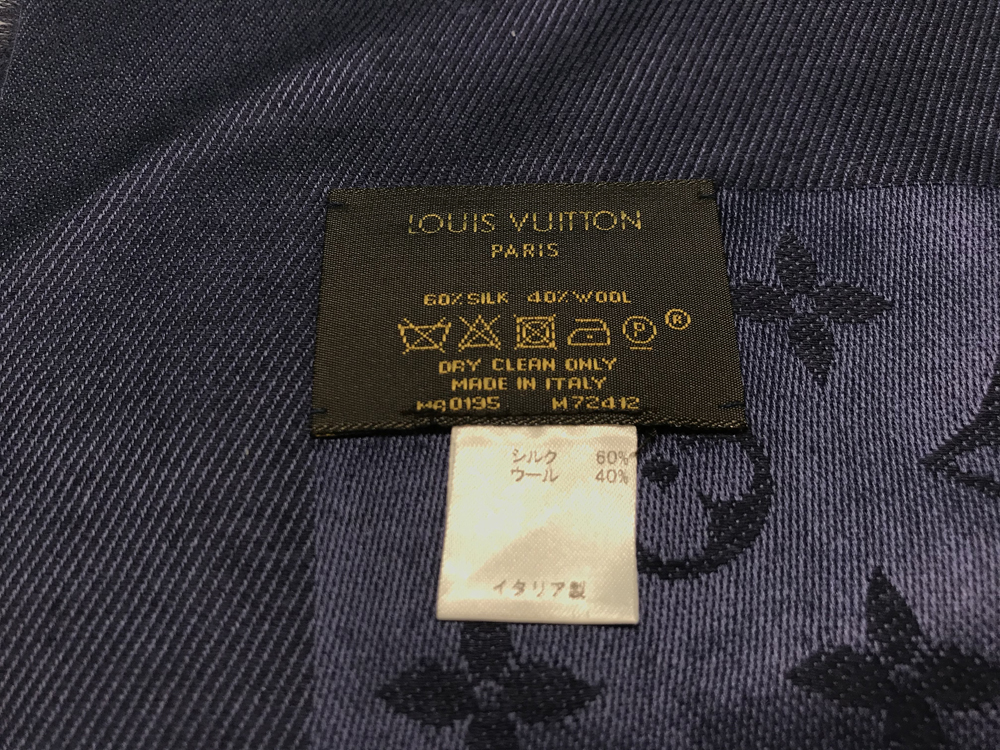 LOUIS VUITTON
PARIS
60% SILK 40% WOOL
P ®
DRY CLEAN ONLY
MADE IN ITALY
MA0195 M72412
シルク 60%
ウール 40%
イタリア製